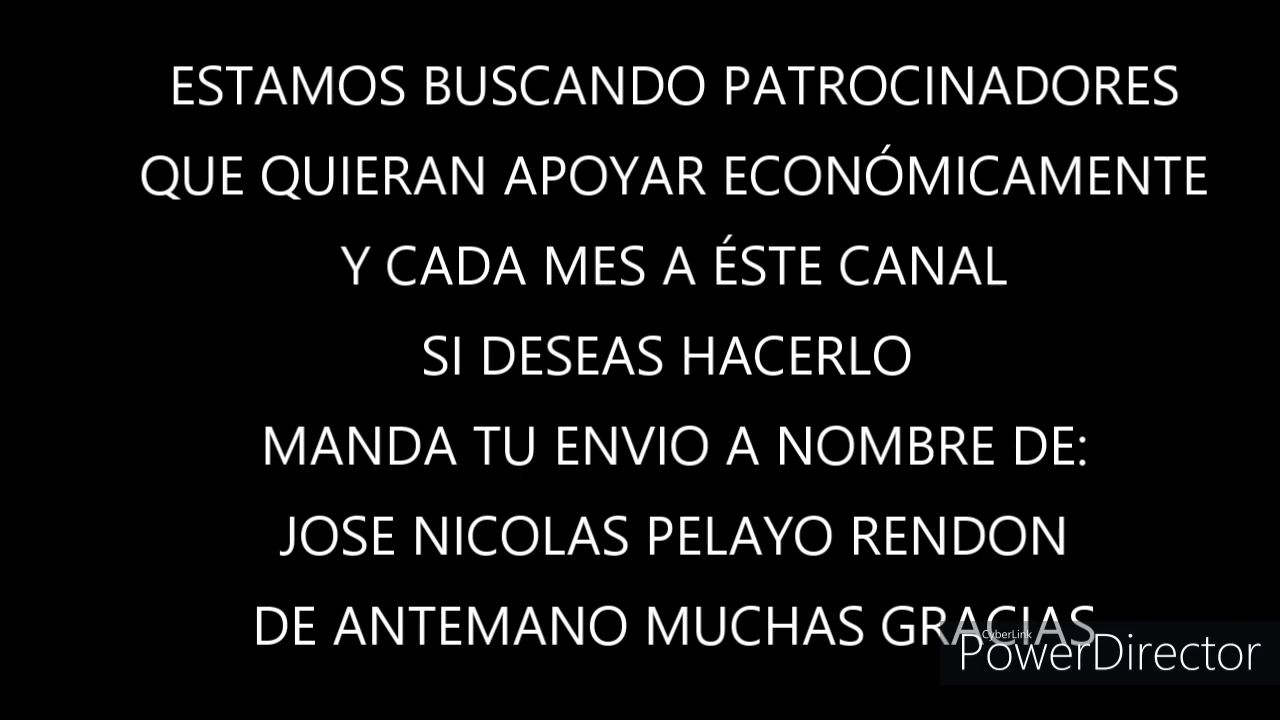 ESTAMOS BUSCANDO PATROCINADORES
QUE QUIERAN APOYAR ECONÓMICAMENTE
Y CADA MES A ÉSTE CANAL
SI DESEAS HACERLO
MANDA TU ENVIO A NOMBRE DE:
JOSE NICOLAS PELAYO RENDON
DE ANTEMANO MUCHAS GRACIAS
CyberLink
PowerDirector